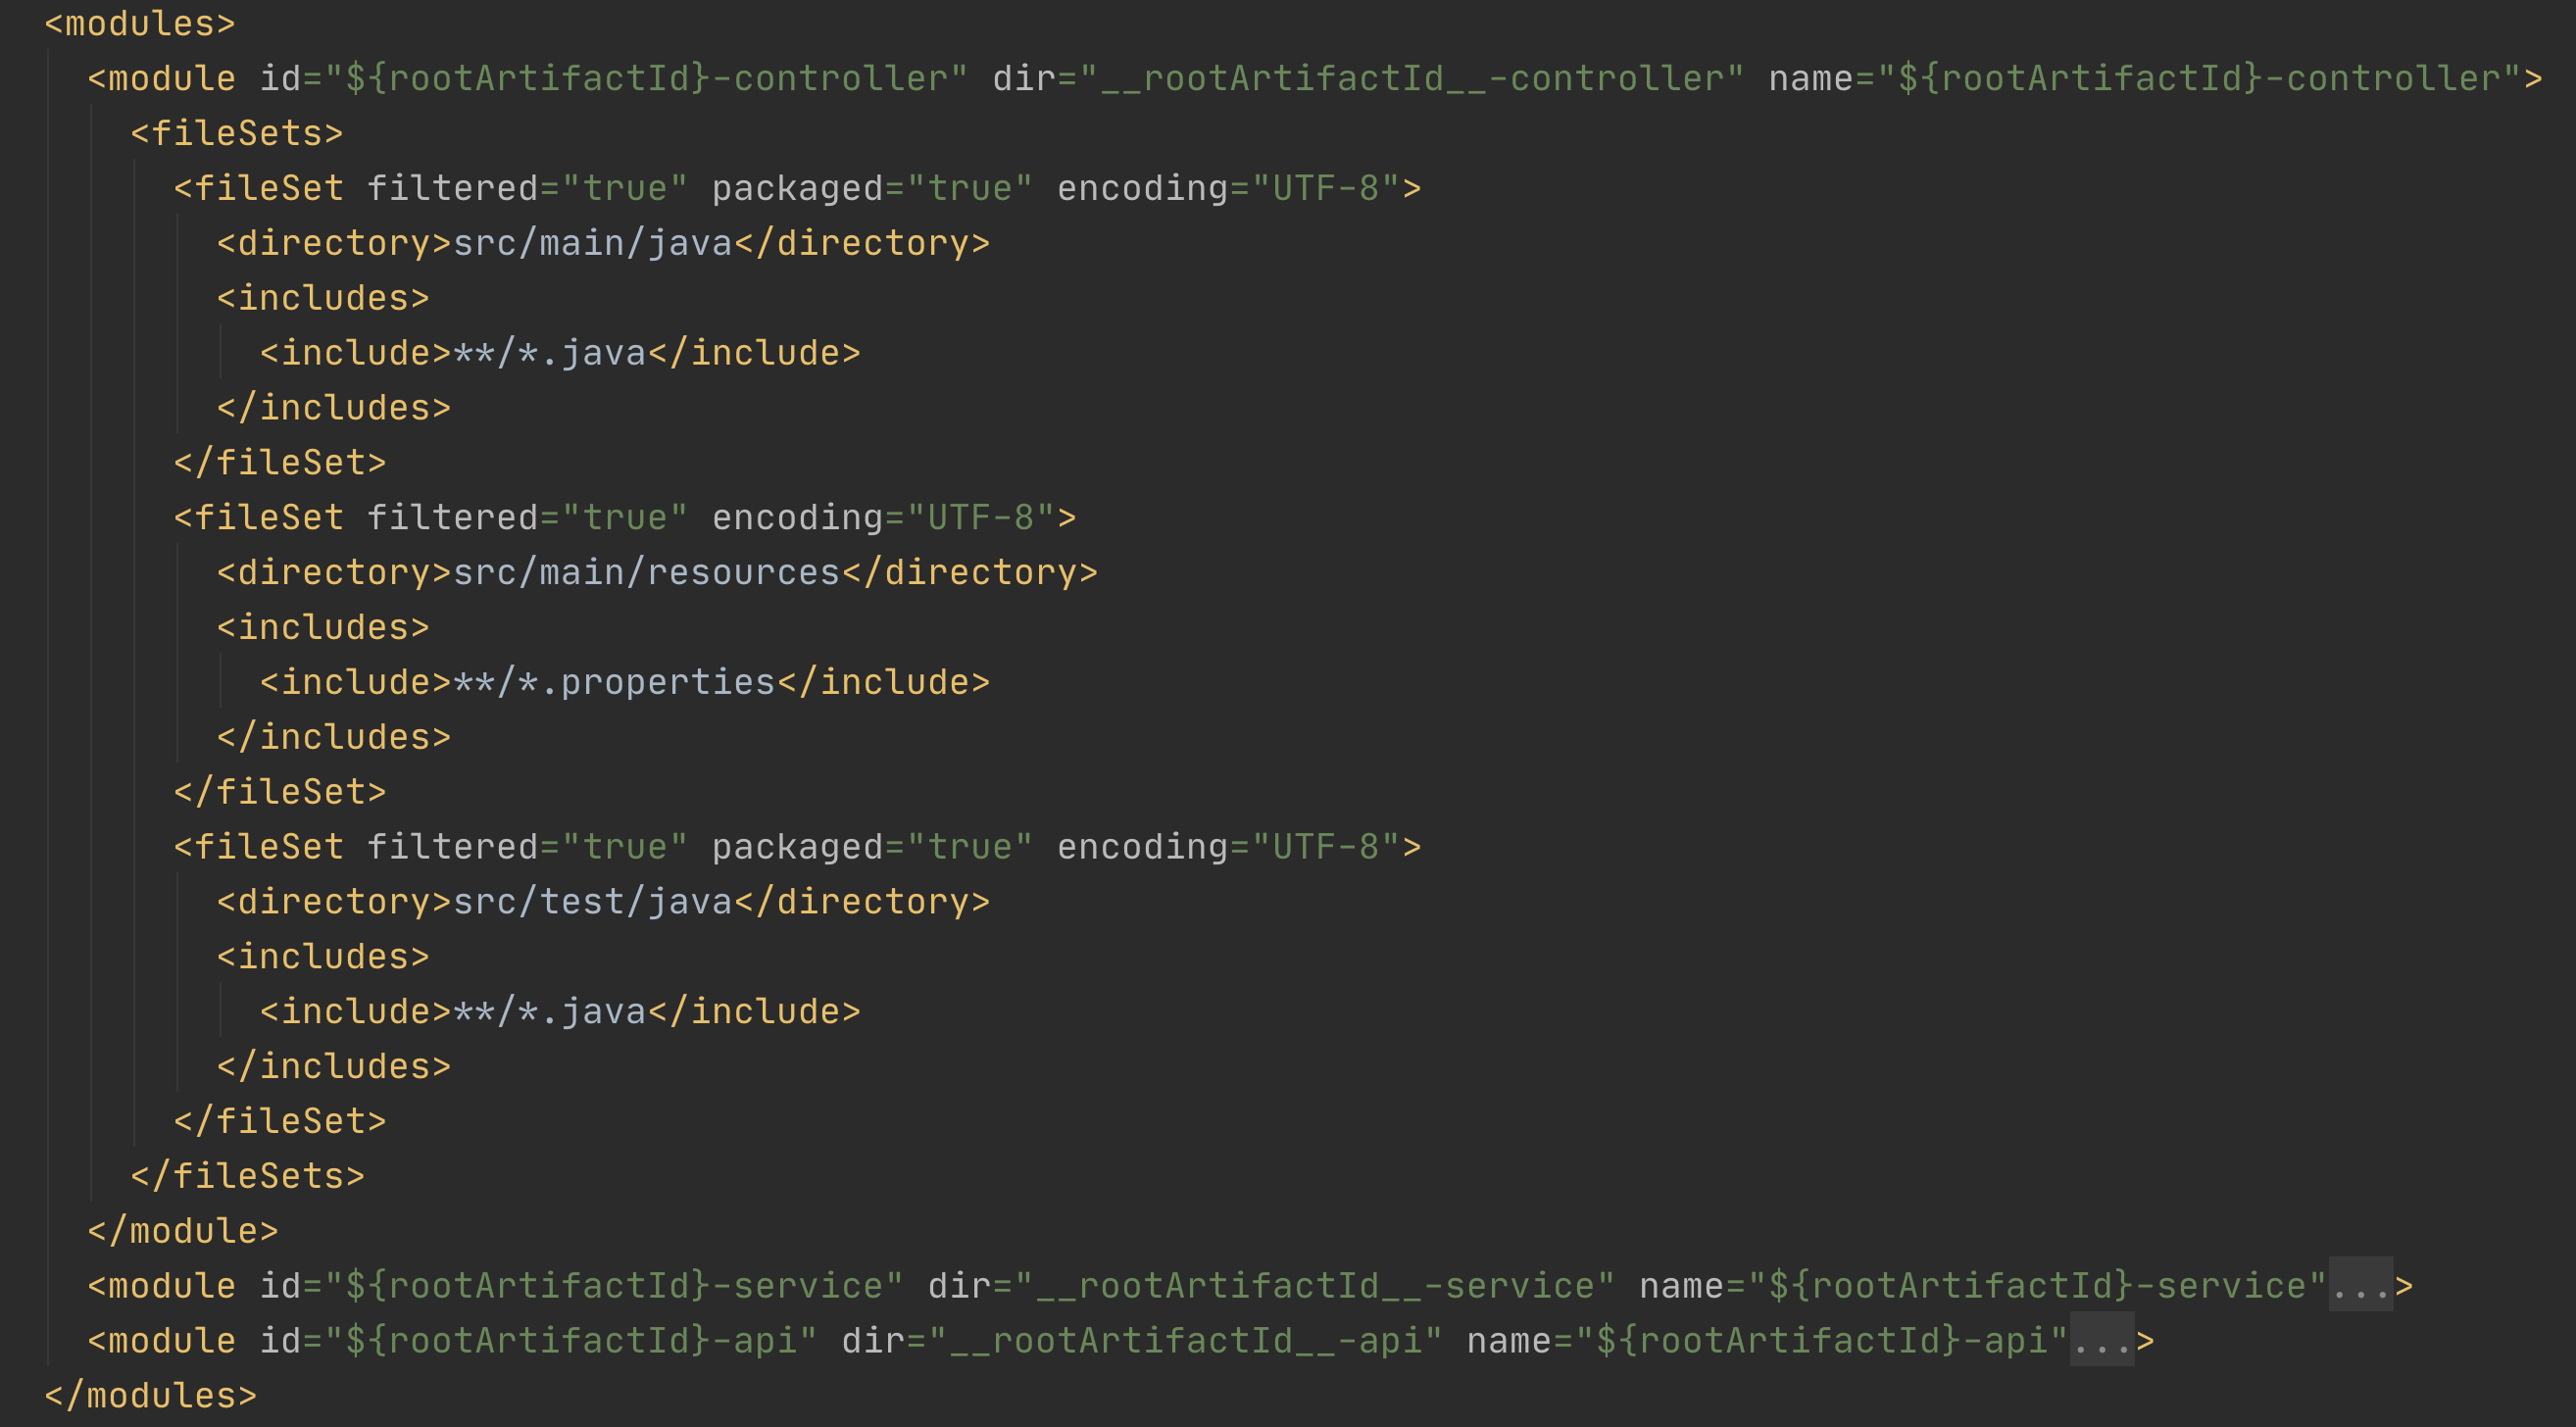 <modules>
<module id="${rootArtifactId}-controller" dir="__rootArtifactId__-controller" name="${rootArtifactId}-controller">
<fileSets>
<fileSet filtered="true" packaged="true" encoding="UTF-8">
<directory>src/main/java</directory>
<includes>
<include>**/*.java</include>
</includes>
</fileSet>
<fileSet filtered="true" encoding="UTF-8">
<directory>src/main/resources</directory>
<includes>
<include>**/*.properties</include>
</includes>
</fileSet>
<fileSet filtered="true" packaged="true" encoding="UTF-8">
<directory>src/test/java</directory>
<includes>
<include>**/*.java</include>
</includes>
</fileSet>
</fileSets>
</module>
<module id="${rootArtifactId}-service" dir="__rootArtifactId__-service" name="${rootArtifactId}-service"...>
<module id="${rootArtifactId}-api" dir="__rootArtifactId__-api" name="${rootArtifactId}-api"...>
</modules>